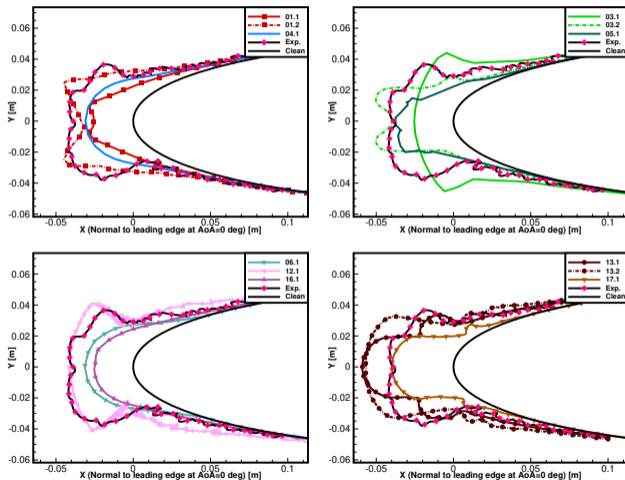 01.1
01.2
04.1
Exp.
Clean
Y [m]
0.06
0.04
0.02
0
-0.02
-0.04
-0.06
-0.05 0 0.05 0.1
X (Normal to leading edge at AoA=0 deg) [m]
03.1
03.2
05.1
Exp.
Clean
Y [m]
0.06
0.04
0.02
0
-0.02
-0.04
-0.06
-0.05 0 0.05 0.1
X (Normal to leading edge at AoA=0 deg) [m]
06.1
12.1
16.1
Exp.
Clean
Y [m]
0.06
0.04
0.02
0
-0.02
-0.04
-0.06
-0.05 0 0.05 0.1
X (Normal to leading edge at AoA=0 deg) [m]
13.1
13.2
17.1
Exp.
Clean
Y [m]
0.06
0.04
0.02
0
-0.02
-0.04
-0.06
-0.05 0 0.05 0.1
X (Normal to leading edge at AoA=0 deg) [m]